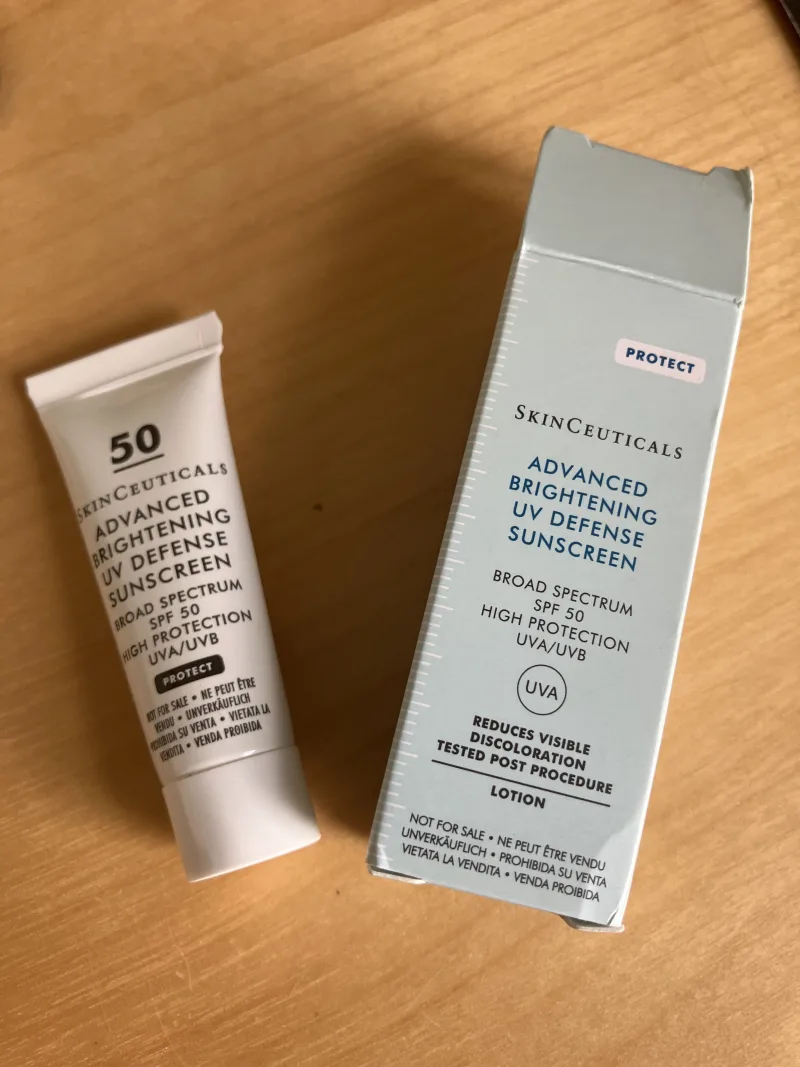 50
SKINCEUTICALS
ADVANCED
BRIGHTENING
UV DEFENSE
SUNSCREEN
BROAD SPECTRUM
SPF 50
HIGH PROTECTION
UVA/UVB
PROTECT
NOT FOR SALE • NE PEUT ÊTRE
VENDU • UNVERKÄUFLICH
PROHIBIDA SU VENTA • VIETATA LA
VENDITA • VENDA PROIBIDA
PROTECT
SKINCEUTICALS
ADVANCED
BRIGHTENING
UV DEFENSE
SUNSCREEN
BROAD SPECTRUM
SPF 50
HIGH PROTECTION
UVA/UVB
UVA
REDUCES VISIBLE
DISCOLORATION
TESTED POST PROCEDURE
LOTION
NOT FOR SALE • NE PEUT ÊTRE VENDU
UNVERKÄUFLICH • PROHIBIDA SU VENTA
VIETATA LA VENDITA • VENDA PROIBIDA